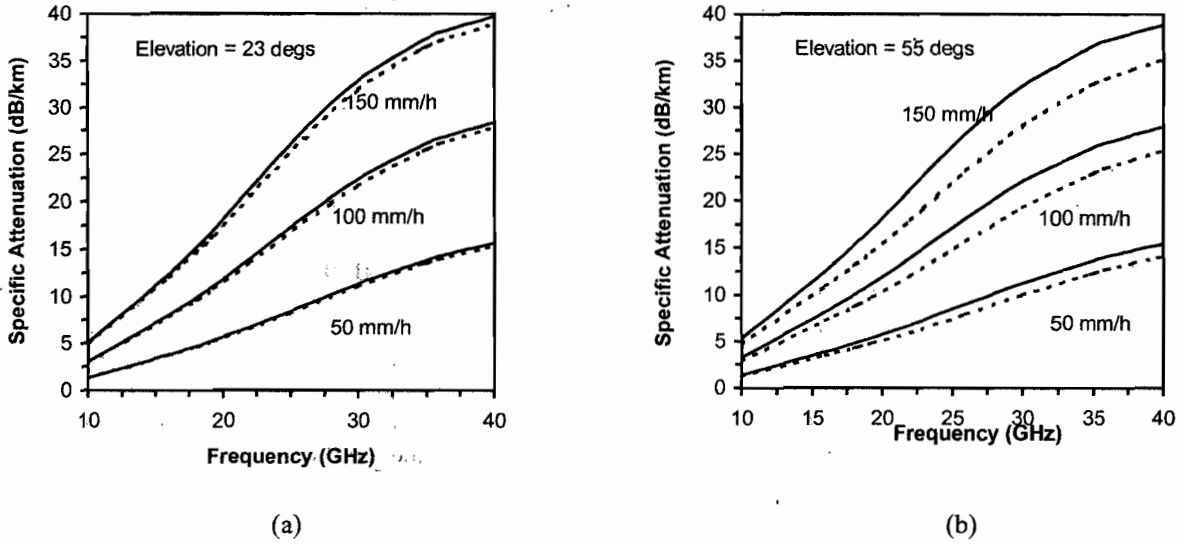 Specific Attenuation (dB/km)
40
35
30
25
20
15
10
5
0
Elevation = 23 degs
150 mm/h
100 mm/h
50 mm/h
10 20 30 40
Frequency (GHz)
(a)
Specific Attenuation (dB/km)
40
35
30
25
20
15
10
5
0
Elevation = 55 degs
150 mm/h
100 mm/h
50 mm/h
10 15 20 25 30 35 40
Frequency (GHz)
(b)